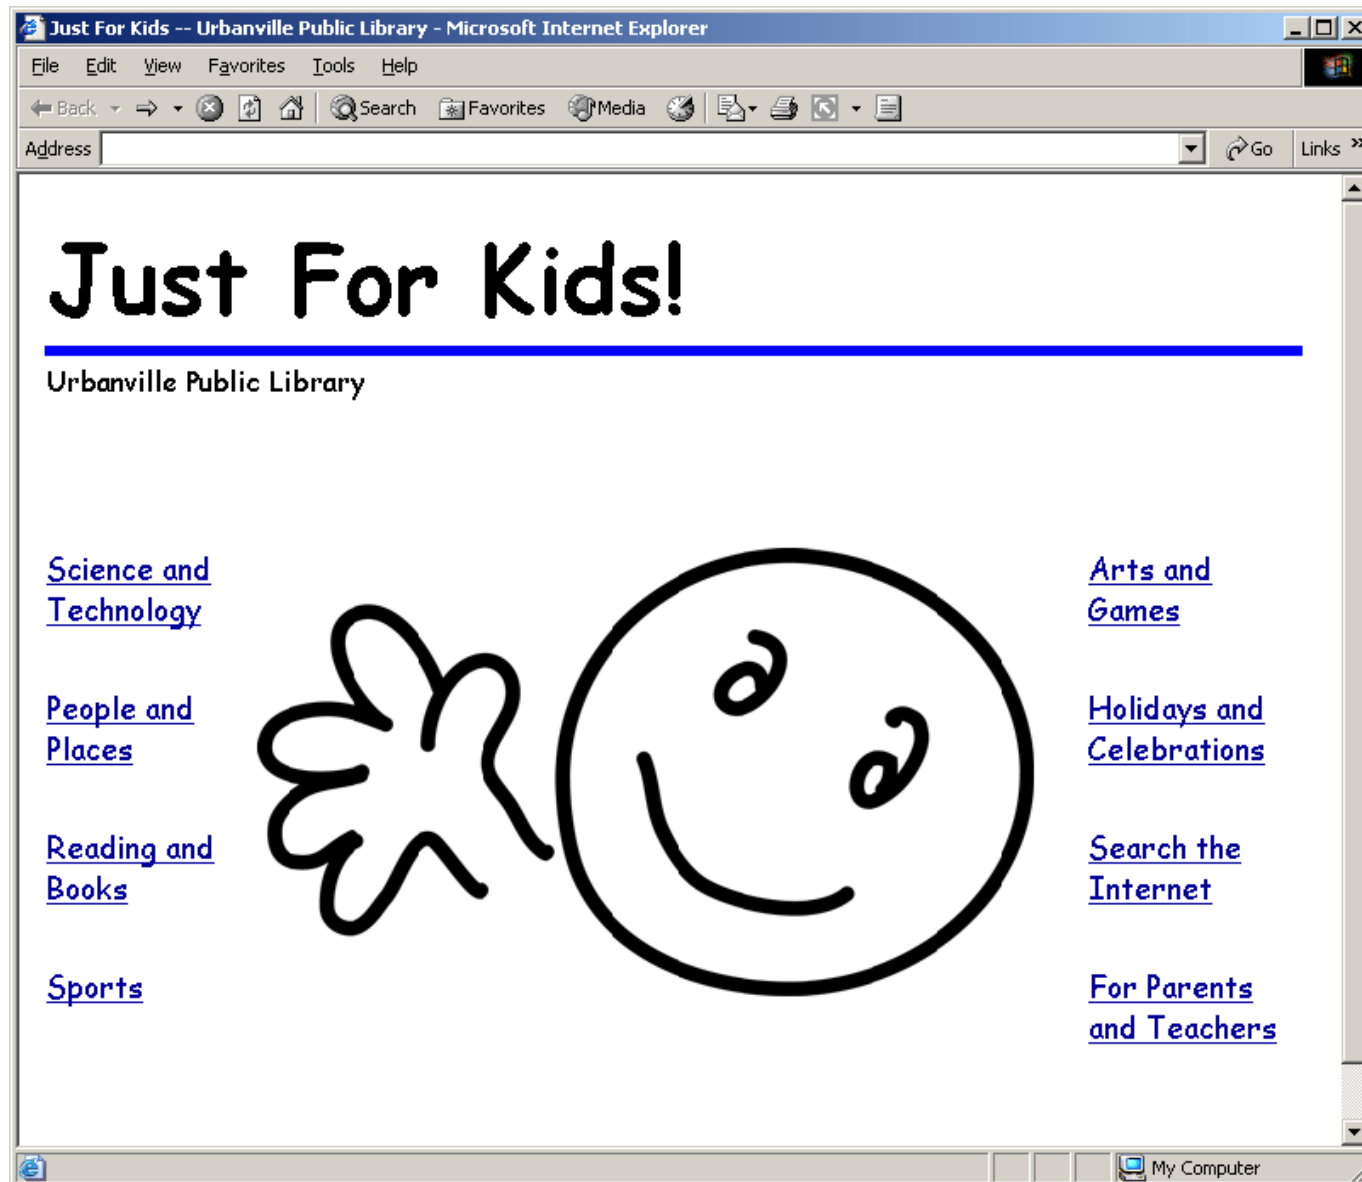 Just For Kids -- Urbanville Public Library - Microsoft Internet Explorer
File Edit View Favorites Tools Help
Back Search Favorites Media
Address Go Links »
Just For Kids!
Urbanville Public Library
Science and
Technology
People and
Places
Reading and
Books
Sports
Arts and
Games
Holidays and
Celebrations
Search the
Internet
For Parents
and Teachers
My Computer